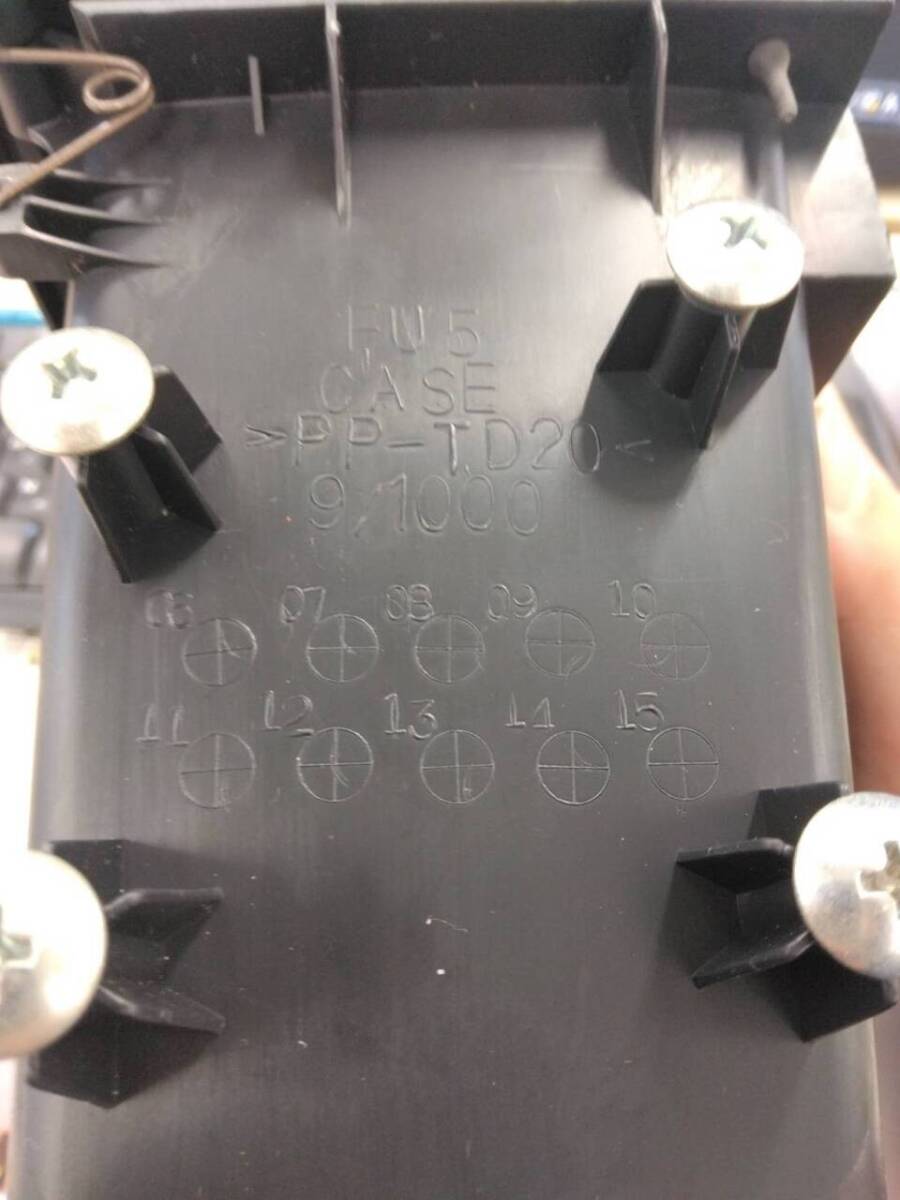 FU5
CASE
>PP-TD20<
9/1000
06 07 08 09 10
11 12 13 14 15